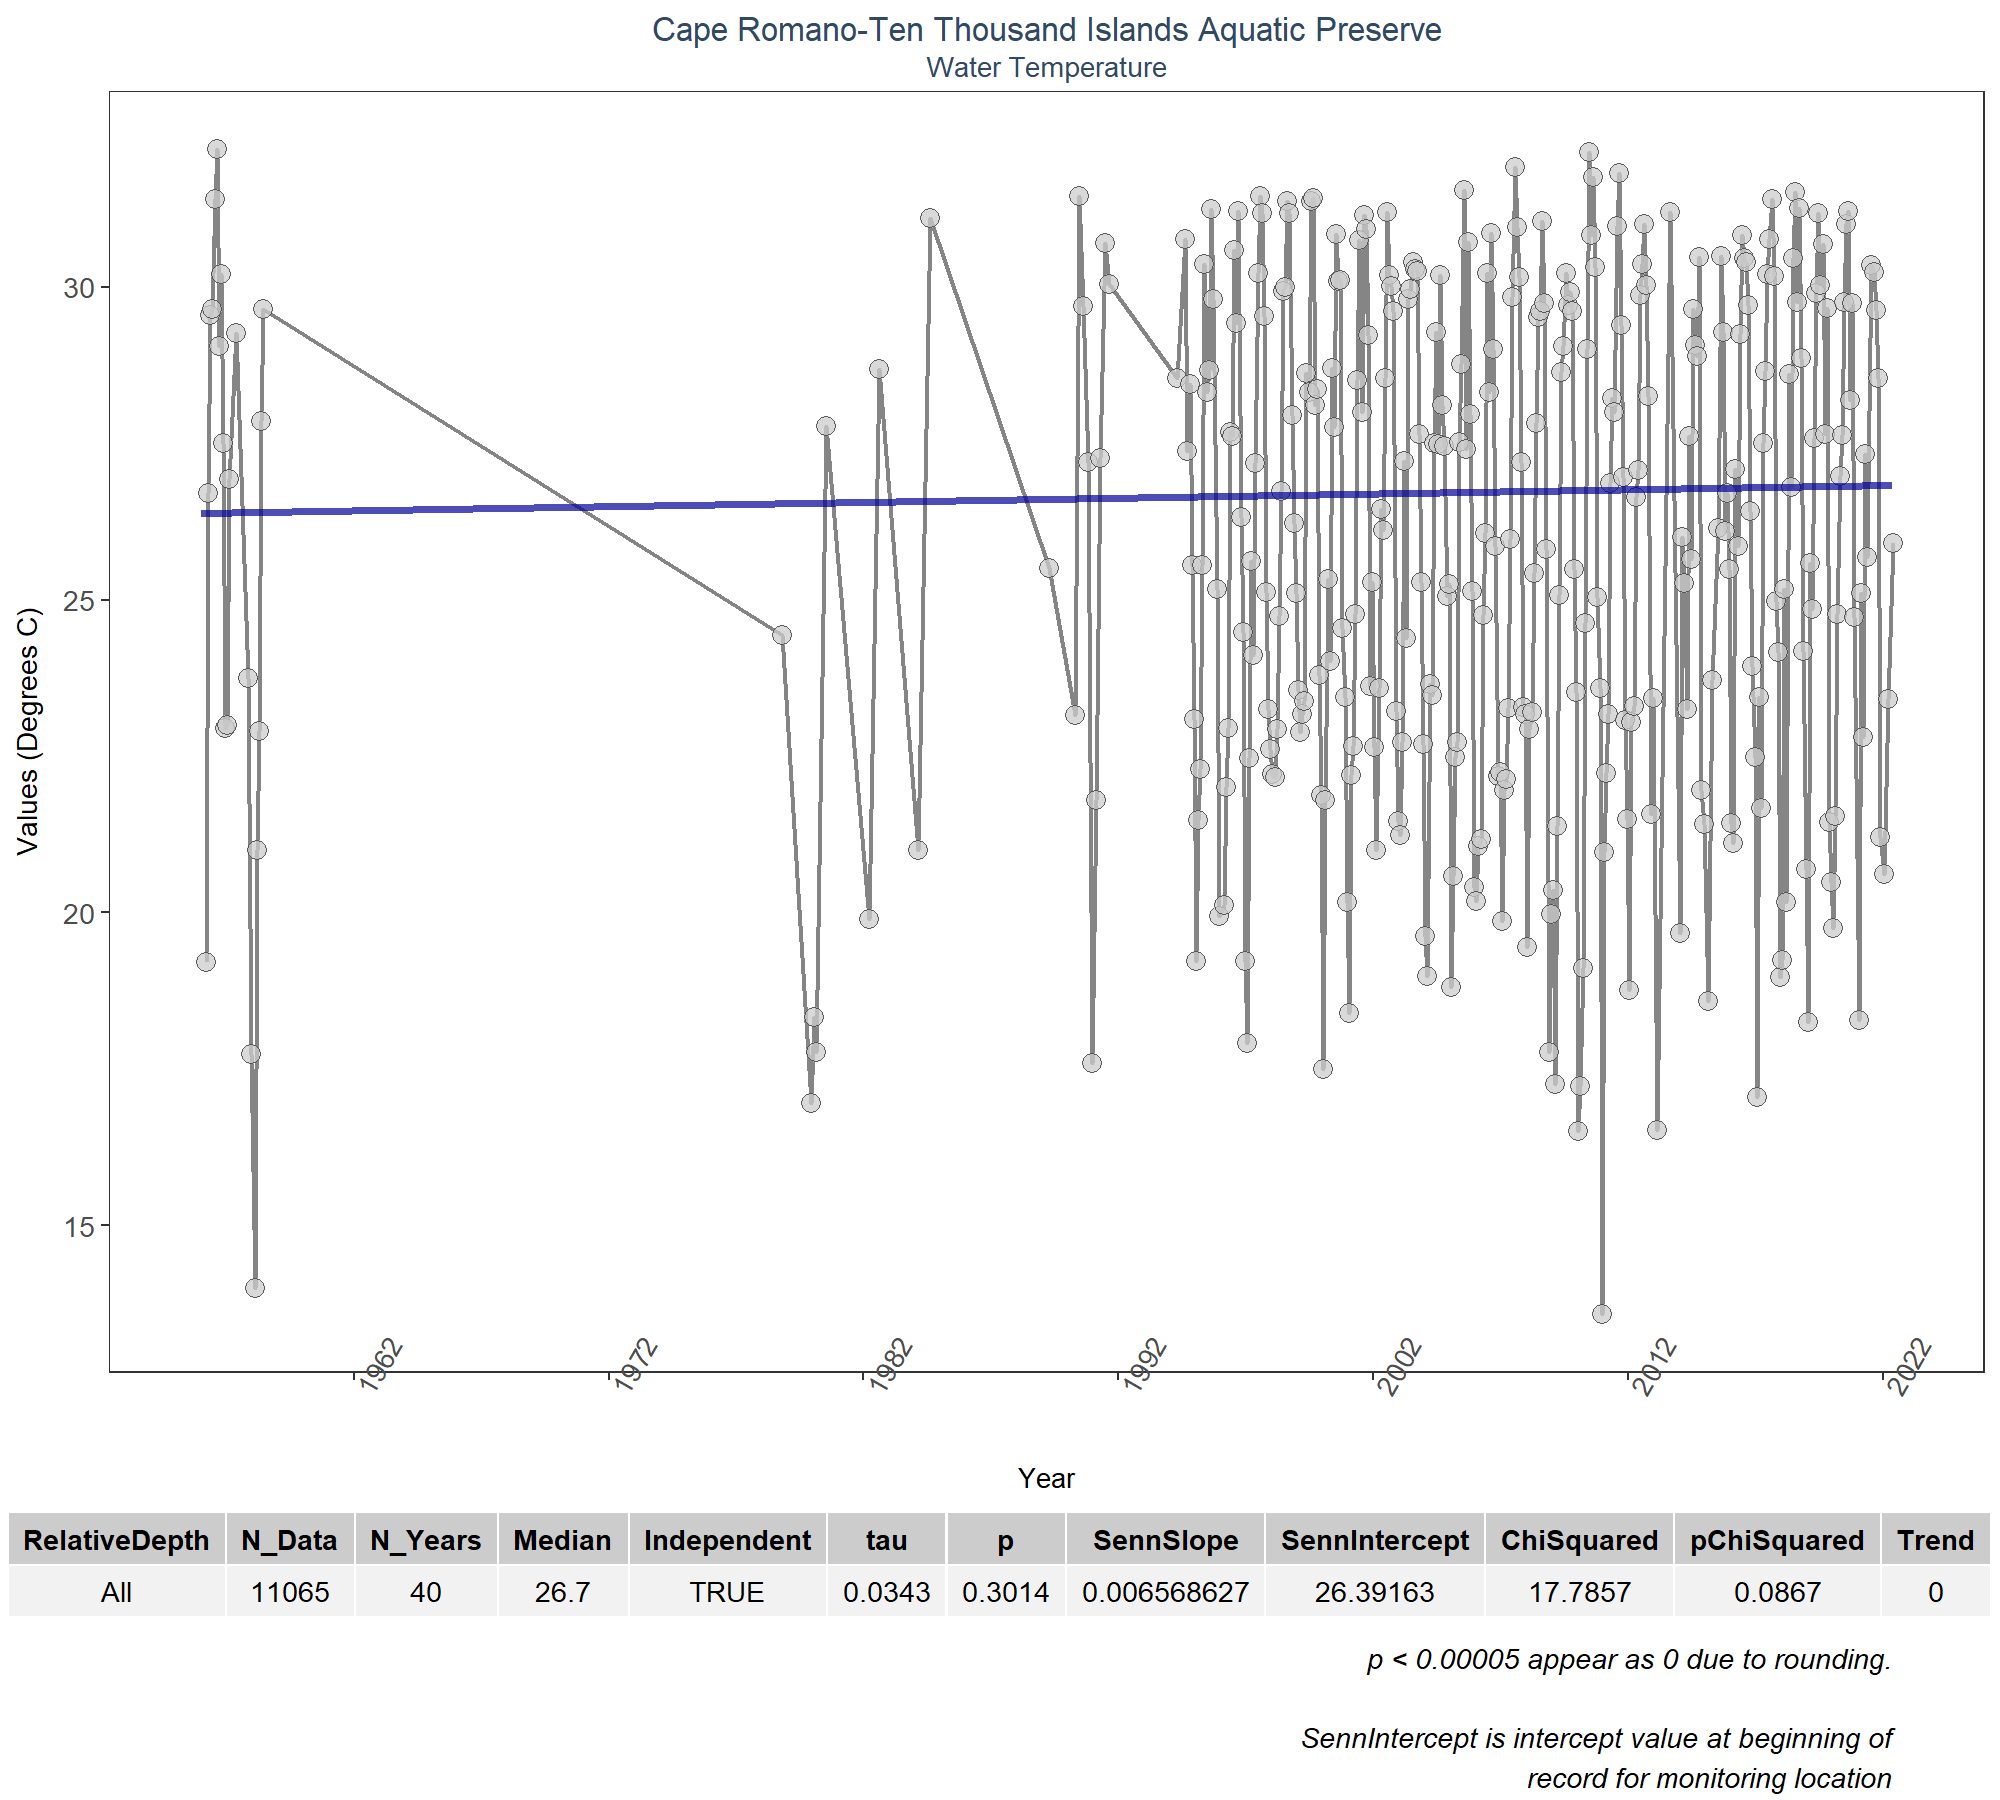 Cape Romano-Ten Thousand Islands Aquatic Preserve
Water Temperature
Values (Degrees C)
30
25
20
15
1962
1972
1982
1992
2002
2012
2022
Year
RelativeDepth N_Data N_Years Median Independent tau p SennSlope SennIntercept ChiSquared pChiSquared Trend
All 11065 40 26.7 TRUE 0.0343 0.3014 0.006568627 26.39163 17.7857 0.0867 0
p < 0.00005 appear as 0 due to rounding.
SennIntercept is intercept value at beginning of
record for monitoring location